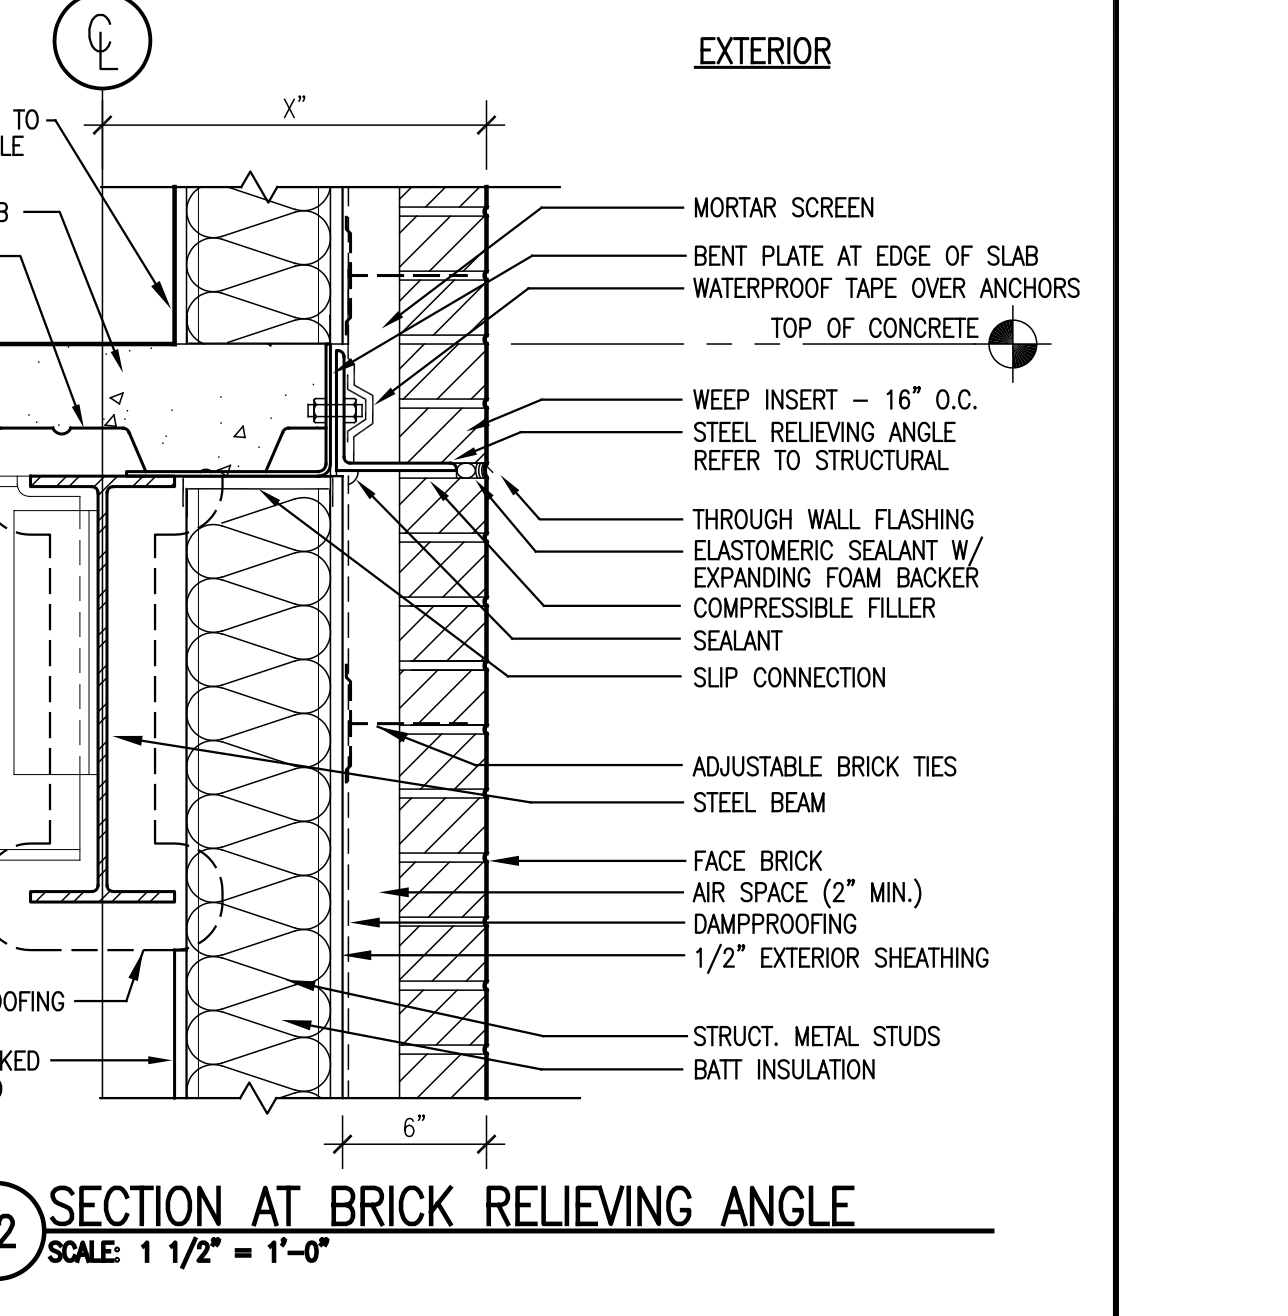 CL
EXTERIOR
X"
TO
LE
B
MORTAR SCREEN
BENT PLATE AT EDGE OF SLAB
WATERPROOF TAPE OVER ANCHORS
TOP OF CONCRETE
WEEP INSERT – 16" O.C.
STEEL RELIEVING ANGLE
REFER TO STRUCTURAL
THROUGH WALL FLASHING
ELASTOMERIC SEALANT W/
EXPANDING FOAM BACKER
COMPRESSIBLE FILLER
SEALANT
SLIP CONNECTION
ADJUSTABLE BRICK TIES
STEEL BEAM
FACE BRICK
AIR SPACE (2" MIN.)
DAMPPROOFING
1/2" EXTERIOR SHEATHING
OOFING
STRUCT. METAL STUDS
KED
BATT INSULATION
6"
2
SECTION AT BRICK RELIEVING ANGLE
SCALE: 1 1/2" = 1'–0"